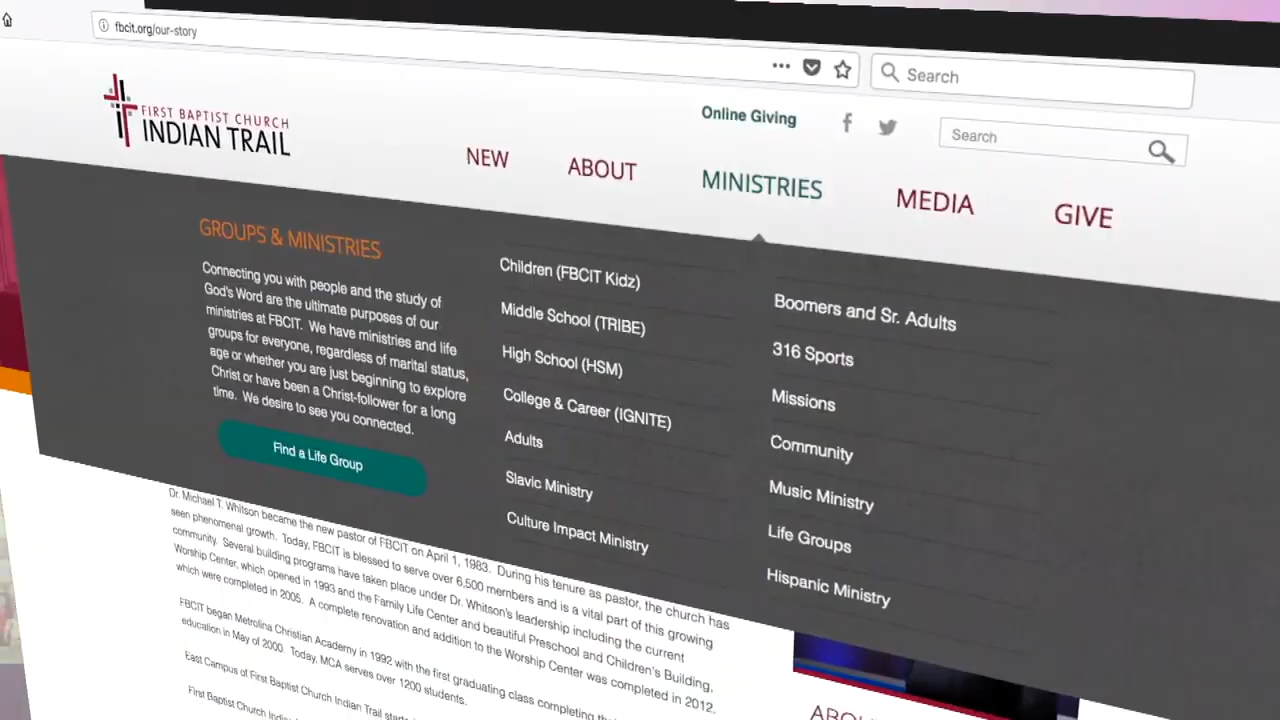 fbcit.org/our-story
Search
FIRST BAPTIST CHURCH
INDIAN TRAIL
Online Giving
Search
NEW
ABOUT
MINISTRIES
MEDIA
GIVE
GROUPS & MINISTRIES
Connecting you with people and the study of
God's Word are the ultimate purposes of our
ministries at FBCIT. We have ministries and life
groups for everyone, regardless of marital status,
age or whether you are just beginning to explore
Christ or have been a Christ-follower for a long
time. We desire to see you connected.
Find a Life Group
Children (FBCIT Kidz)
Middle School (TRIBE)
High School (HSM)
College & Career (IGNITE)
Adults
Slavic Ministry
Culture Impact Ministry
Boomers and Sr. Adults
316 Sports
Missions
Community
Music Ministry
Life Groups
Hispanic Ministry
Dr. Michael T. Whitson became the new pastor of FBCIT on April 1, 1983. During his tenure as pastor, the church has
seen phenomenal growth. Today, FBCIT is blessed to serve over 6,500 members and is a vital part of this growing
community. Several building programs have taken place under Dr. Whitson's leadership including the current
Worship Center, which opened in 1993 and the Family Life Center and beautiful Preschool and Children's Building,
which were completed in 2005. A complete renovation and addition to the Worship Center was completed in 2012.
FBCIT began Metrolina Christian Academy in 1992 with the first graduating class completing their
education in May of 2000. Today, MCA serves over 1200 students.
East Campus of First Baptist Church Indian Trail
First Baptist Church